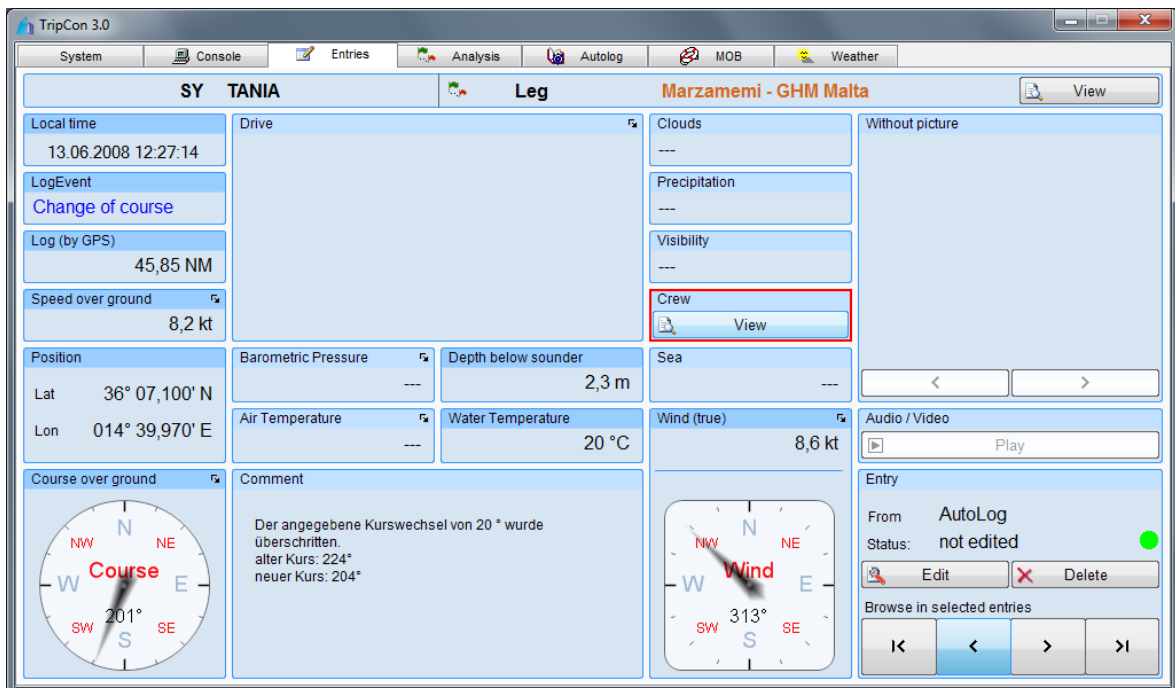 TripCon 3.0
System Console Entries Analysis Autolog MOB Weather
SY TANIA Leg Marzamemi - GHM Malta View
Local time
13.06.2008 12:27:14
LogEvent
Change of course
Log (by GPS)
45,85 NM
Speed over ground
8,2 kt
Position
Lat 36° 07,100' N
Lon 014° 39,970' E
Course over ground
N
NW NE
Course
W E
201°
SW SE
S
Drive
Barometric Pressure
---
Depth below sounder
2,3 m
Air Temperature
---
Water Temperature
20 °C
Comment
Der angegebene Kurswechsel von 20 ° wurde
überschritten.
alter Kurs: 224°
neuer Kurs: 204°
Clouds
---
Precipitation
---
Visibility
---
Crew
View
Sea
---
Wind (true)
8,6 kt
N
NW NE
Wind
W E
313°
SW SE
S
Without picture
< >
Audio / Video
Play
Entry
From AutoLog
Status: not edited
Edit Delete
Browse in selected entries